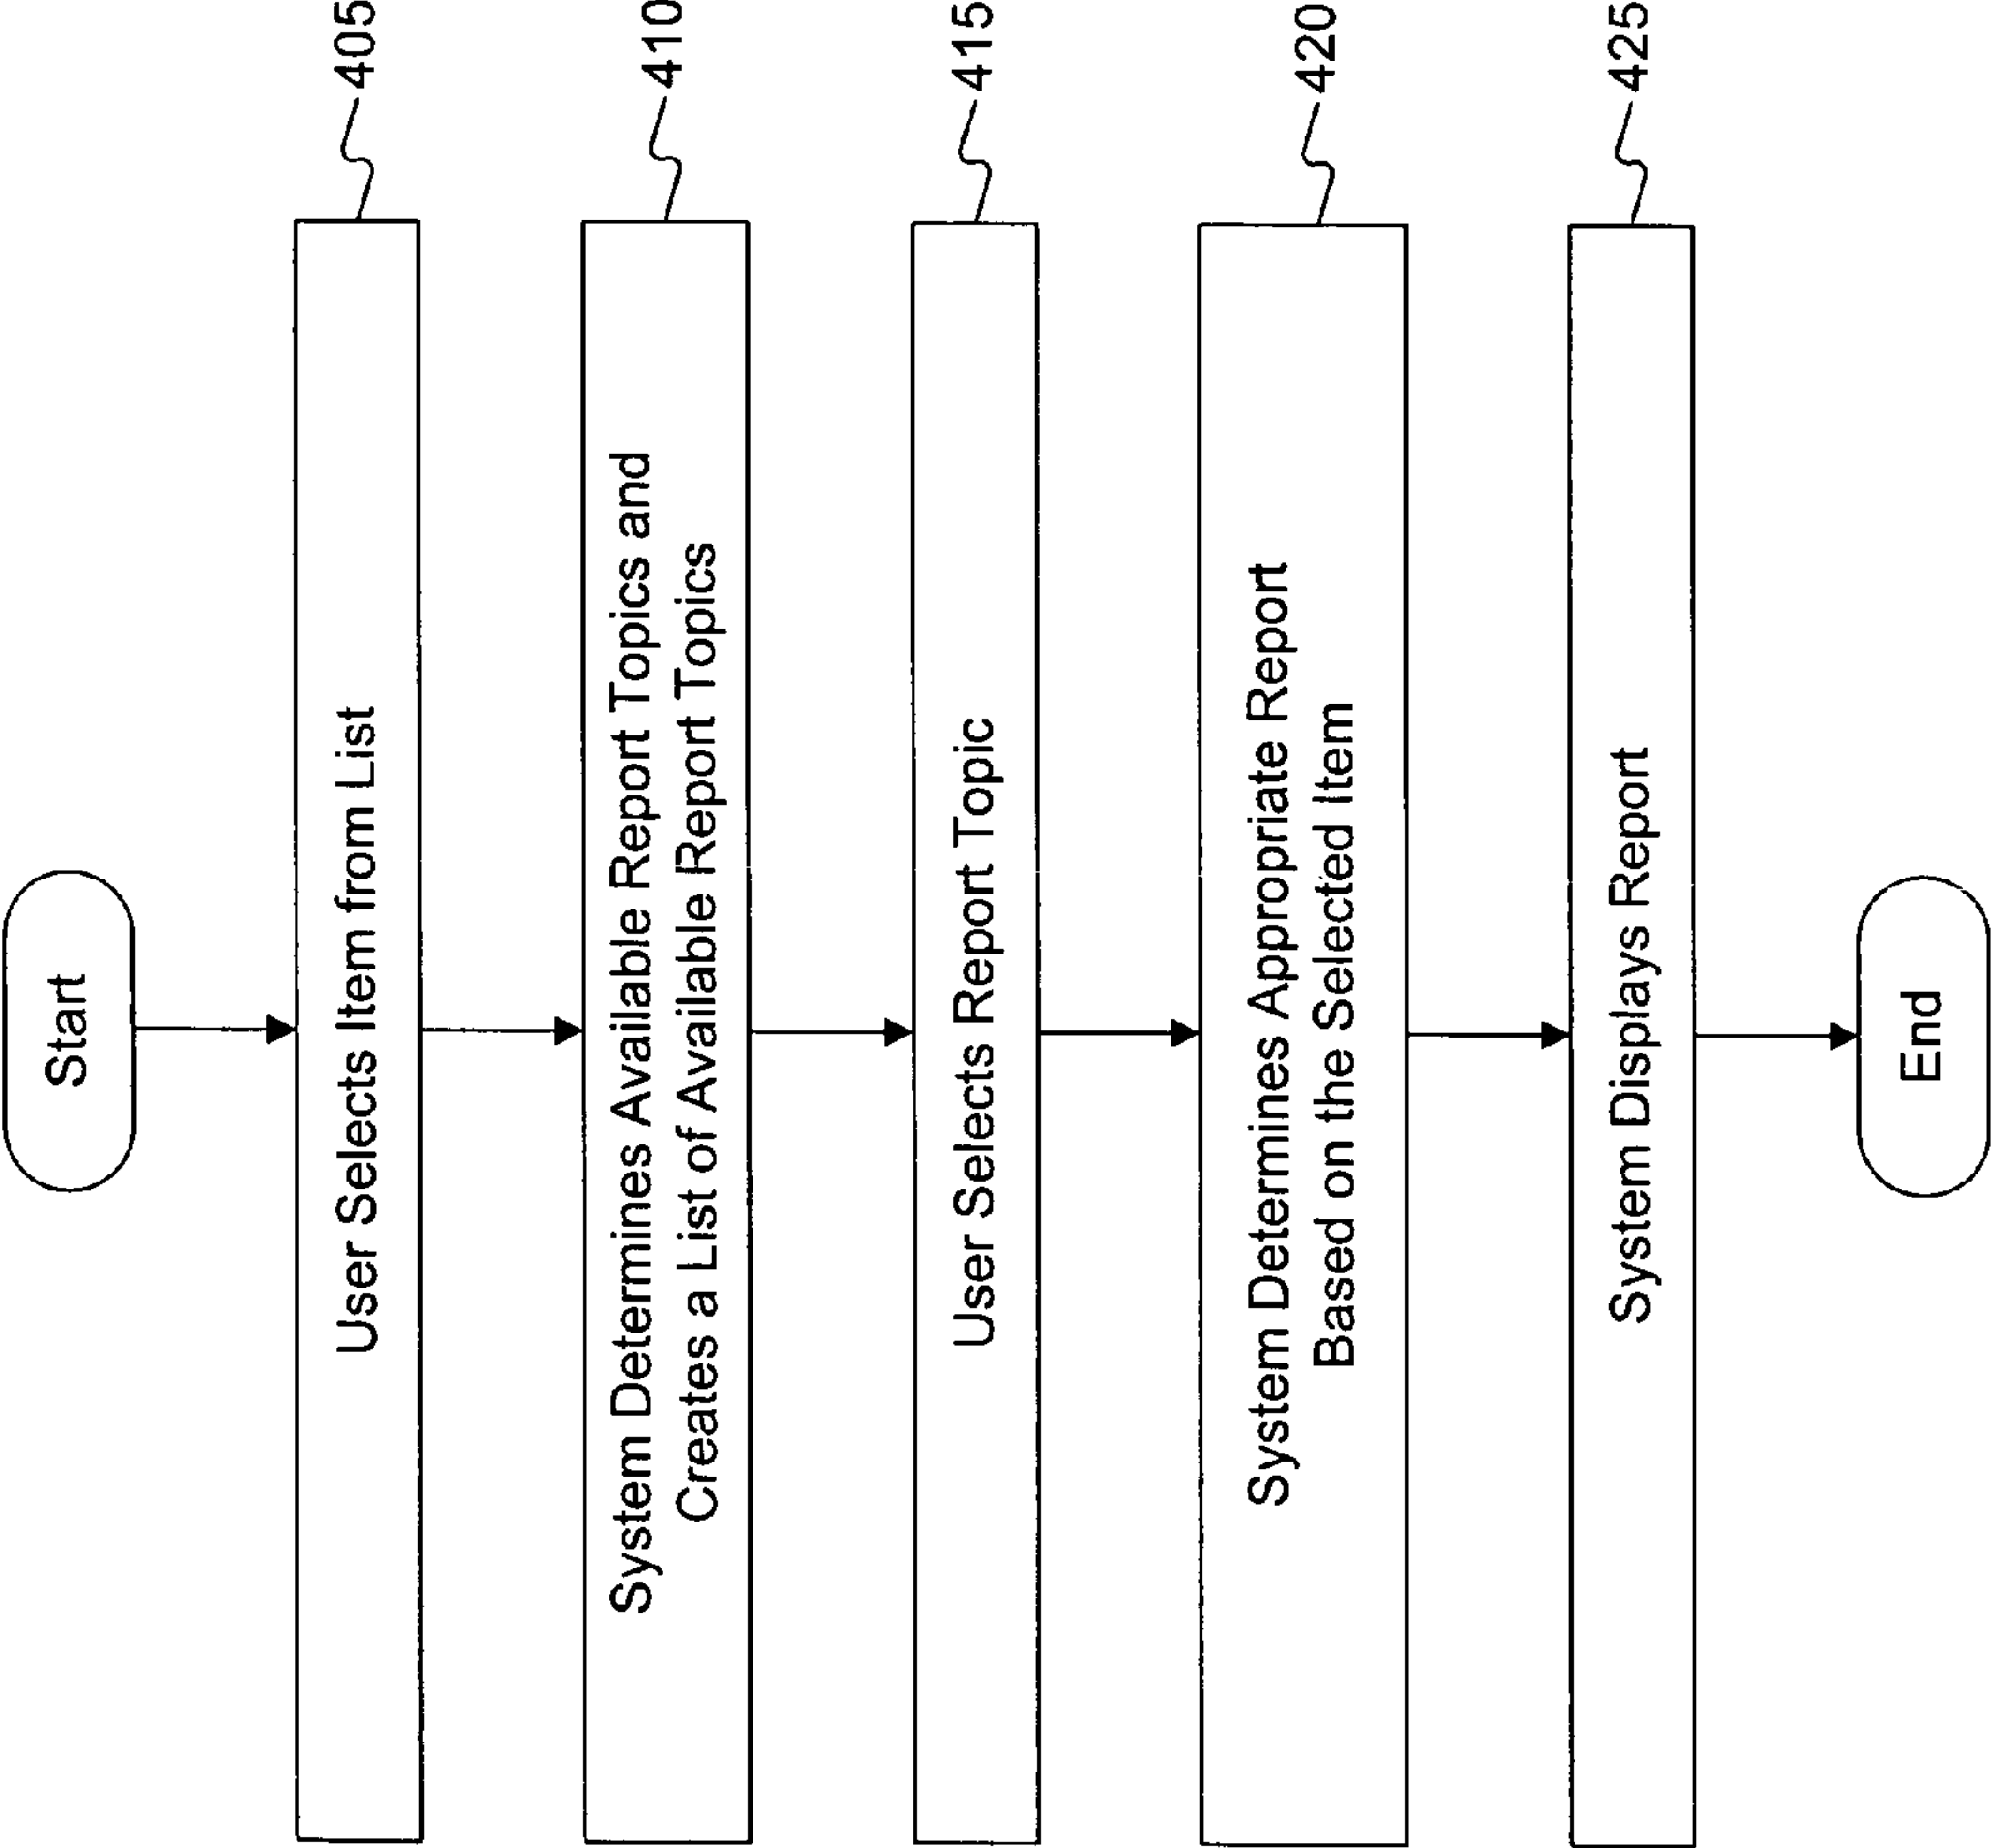 Start
User Selects Item from List
405
System Determines Available Report Topics and
Creates a List of Available Report Topics
410
User Selects Report Topic
415
System Determines Appropriate Report
Based on the Selected Item
420
System Displays Report
425
End